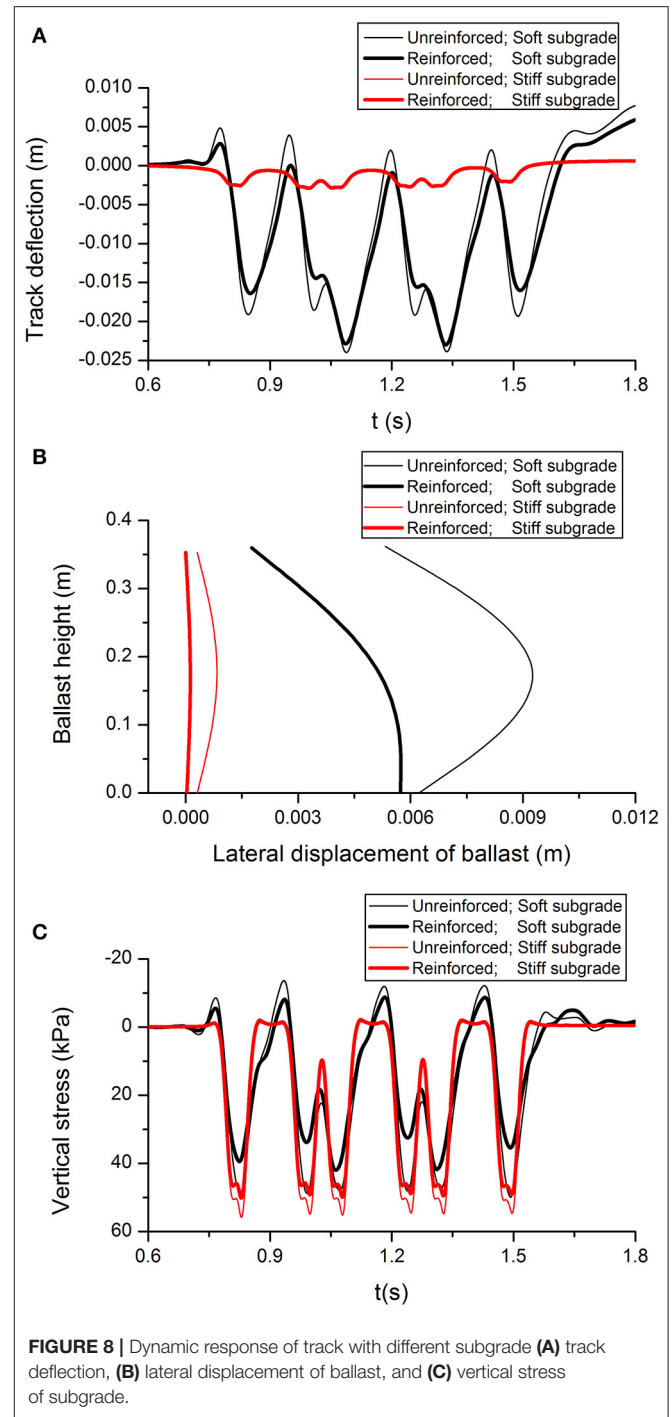 A
Unreinforced; Soft subgrade
Reinforced; Soft subgrade
Unreinforced; Stiff subgrade
Reinforced; Stiff subgrade
0.010
0.005
0.000
-0.005
-0.010
-0.015
-0.020
-0.025
Track deflection (m)
0.6 0.9 1.2 1.5 1.8
t (s)
B
Unreinforced; Soft subgrade
Reinforced; Soft subgrade
Unreinforced; Stiff subgrade
Reinforced; Stiff subgrade
0.4
0.3
0.2
0.1
0.0
Ballast height (m)
0.000 0.003 0.006 0.009 0.012
Lateral displacement of ballast (m)
C
Unreinforced; Soft subgrade
Reinforced; Soft subgrade
Unreinforced; Stiff subgrade
Reinforced; Stiff subgrade
-20
0
20
40
60
Vertical stress (kPa)
0.6 0.9 1.2 1.5 1.8
t(s)
FIGURE 8 | Dynamic response of track with different subgrade (A) track
deflection, (B) lateral displacement of ballast, and (C) vertical stress
of subgrade.